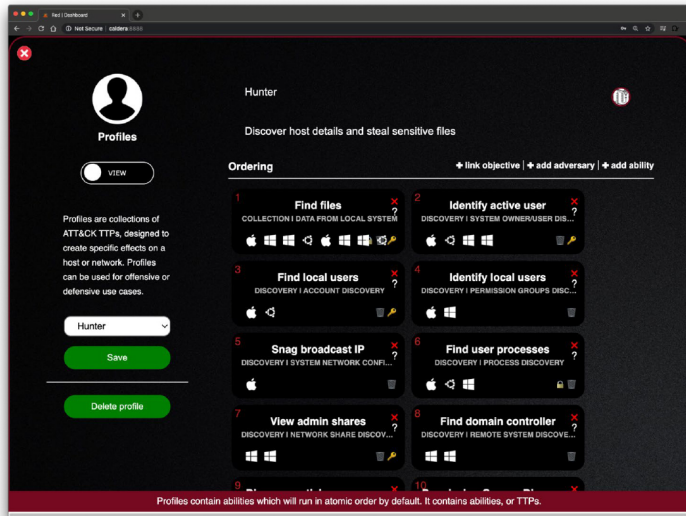 Red | Dashboard
Not Secure | caldera:8888
Profiles
VIEW
Profiles are collections of
ATT&CK TTPs, designed to
create specific effects on a
host or network. Profiles
can be used for offensive or
defensive use cases.
Hunter
Save
Delete profile
Hunter
Discover host details and steal sensitive files
Ordering
+ link objective | + add adversary | + add ability
1
Find files
COLLECTION | DATA FROM LOCAL SYSTEM
?
2
Identify active user
DISCOVERY | SYSTEM OWNER/USER DIS...
?
3
Find local users
DISCOVERY | ACCOUNT DISCOVERY
?
4
Identify local users
DISCOVERY | PERMISSION GROUPS DISC...
?
5
Snag broadcast IP
DISCOVERY | SYSTEM NETWORK CONFI...
?
6
Find user processes
DISCOVERY | PROCESS DISCOVERY
?
7
View admin shares
DISCOVERY | NETWORK SHARE DISCOV...
?
8
Find domain controller
DISCOVERY | REMOTE SYSTEM DISCOVE...
?
9
10
Profiles contain abilities which will run in atomic order by default. It contains abilities, or TTPs.